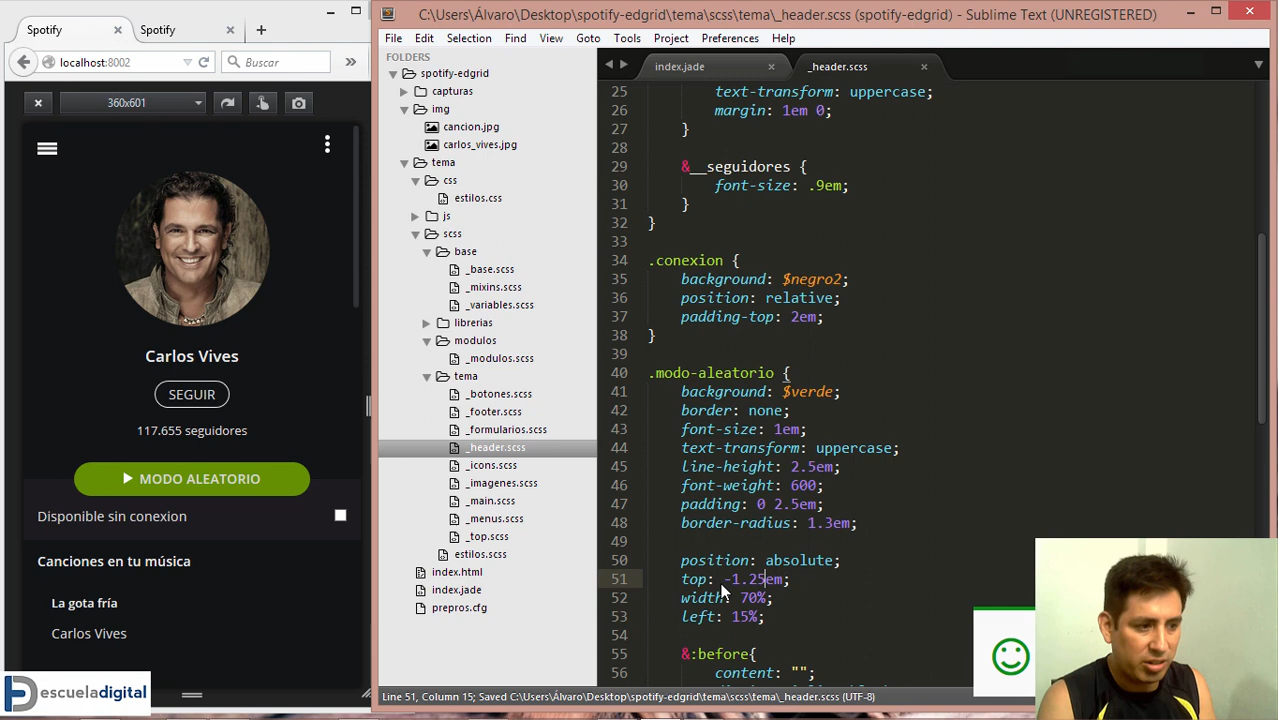 Spotify
Spotify
localhost:8002
Buscar
360x601
Carlos Vives
SEGUIR
117.655 seguidores
MODO ALEATORIO
Disponible sin conexion
Canciones en tu música
La gota fría
Carlos Vives
escueladigital
C:\Users\Álvaro\Desktop\spotify-edgrid\tema\scss\tema\_header.scss (spotify-edgrid) - Sublime Text (UNREGISTERED)
File Edit Selection Find View Goto Tools Project Preferences Help
FOLDERS
spotify-edgrid
capturas
img
cancion.jpg
carlos_vives.jpg
tema
css
estilos.css
js
scss
base
_base.scss
_mixins.scss
_variables.scss
librerias
modulos
_modulos.scss
tema
_botones.scss
_footer.scss
_formularios.scss
_header.scss
_icons.scss
_imagenes.scss
_main.scss
_menus.scss
_top.scss
estilos.scss
index.html
index.jade
prepros.cfg
index.jade
_header.scss
25 text-transform: uppercase;
26 margin: 1em 0;
27 }
28
29 &__seguidores {
30 font-size: .9em;
31 }
32 }
33
34 .conexion {
35 background: $negro2;
36 position: relative;
37 padding-top: 2em;
38 }
39
40 .modo-aleatorio {
41 background: $verde;
42 border: none;
43 font-size: 1em;
44 text-transform: uppercase;
45 line-height: 2.5em;
46 font-weight: 600;
47 padding: 0 2.5em;
48 border-radius: 1.3em;
49
50 position: absolute;
51 top: -1.25em;
52 width: 70%;
53 left: 15%;
54
55 &:before{
56 content: "";
Line 51, Column 15; Saved C:\Users\Álvaro\Desktop\spotify-edgrid\tema\scss\tema\_header.scss (UTF-8)